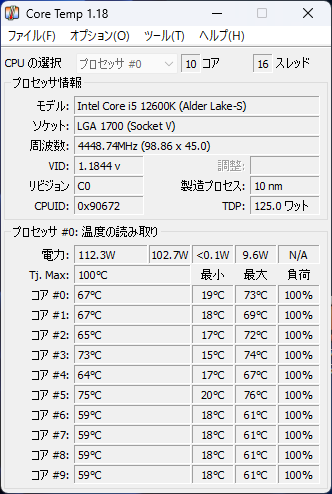 Core Temp 1.18
ファイル(F) オプション(O) ツール(T) ヘルプ(H)
CPU の選択 プロセッサ #0 10 コア 16 スレッド
プロセッサ情報
モデル: Intel Core i5 12600K (Alder Lake-S)
ソケット: LGA 1700 (Socket V)
周波数: 4448.74MHz (98.86 x 45.0)
VID: 1.1844 v 調整:
リビジョン C0 製造プロセス: 10 nm
CPUID: 0x90672 TDP: 125.0 ワット
プロセッサ #0: 温度の読み取り
電力: 112.3W 102.7W <0.1W 9.6W N/A
Tj. Max: 100°C 最小 最大 負荷
コア #0: 67°C 19°C 73°C 100%
コア #1: 67°C 18°C 69°C 100%
コア #2: 65°C 17°C 72°C 100%
コア #3: 73°C 15°C 74°C 100%
コア #4: 64°C 17°C 67°C 100%
コア #5: 75°C 20°C 76°C 100%
コア #6: 59°C 18°C 61°C 100%
コア #7: 59°C 18°C 61°C 100%
コア #8: 59°C 18°C 61°C 100%
コア #9: 59°C 18°C 61°C 100%